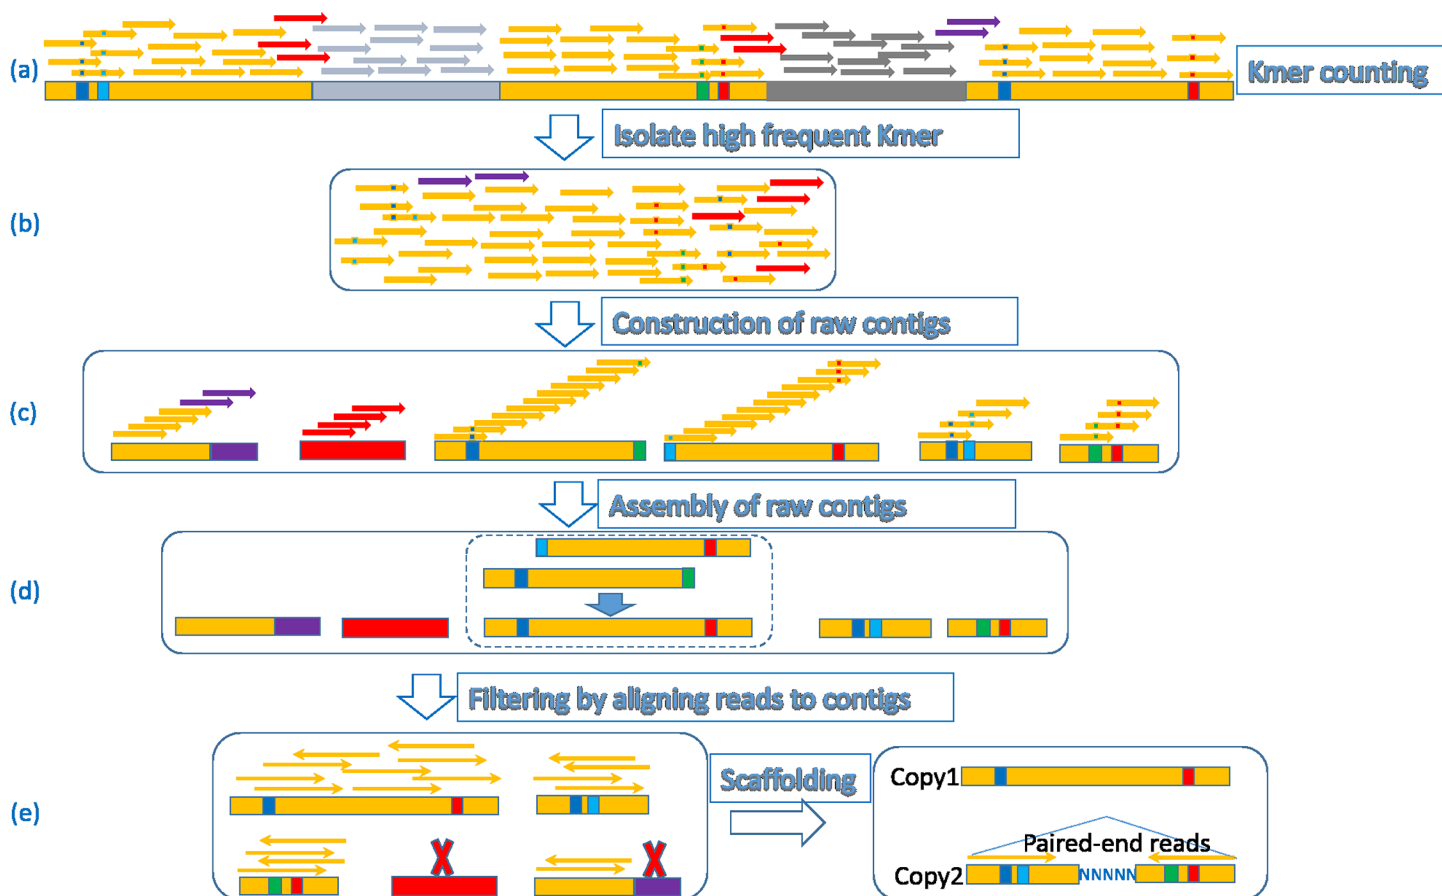 (a)
Kmer counting
Isolate high frequent Kmer
(b)
Construction of raw contigs
(c)
Assembly of raw contigs
(d)
Filtering by aligning reads to contigs
(e)
Scaffolding
Copy1
Paired-end reads
Copy2
NNNNN